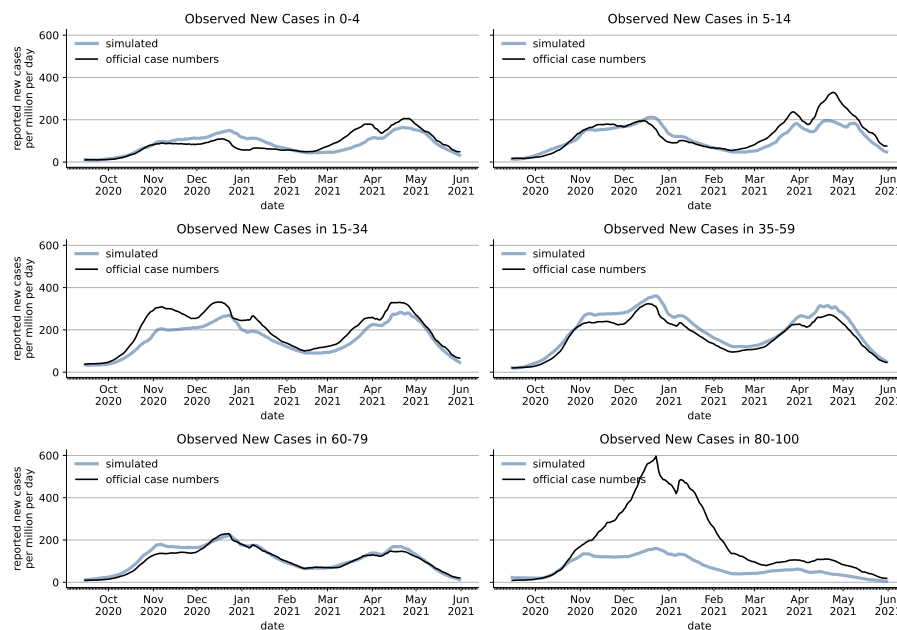 Observed New Cases in 0-4
reported new cases
per million per day
600
400
200
0
simulated
official case numbers
Oct Nov Dec Jan Feb Mar Apr May Jun
2020 2020 2020 2021 2021 2021 2021 2021 2021
date
Observed New Cases in 5-14
simulated
official case numbers
Oct Nov Dec Jan Feb Mar Apr May Jun
2020 2020 2020 2021 2021 2021 2021 2021 2021
date
Observed New Cases in 15-34
reported new cases
per million per day
600
400
200
0
simulated
official case numbers
Oct Nov Dec Jan Feb Mar Apr May Jun
2020 2020 2020 2021 2021 2021 2021 2021 2021
date
Observed New Cases in 35-59
simulated
official case numbers
Oct Nov Dec Jan Feb Mar Apr May Jun
2020 2020 2020 2021 2021 2021 2021 2021 2021
date
Observed New Cases in 60-79
reported new cases
per million per day
600
400
200
0
simulated
official case numbers
Oct Nov Dec Jan Feb Mar Apr May Jun
2020 2020 2020 2021 2021 2021 2021 2021 2021
date
Observed New Cases in 80-100
simulated
official case numbers
Oct Nov Dec Jan Feb Mar Apr May Jun
2020 2020 2020 2021 2021 2021 2021 2021 2021
date